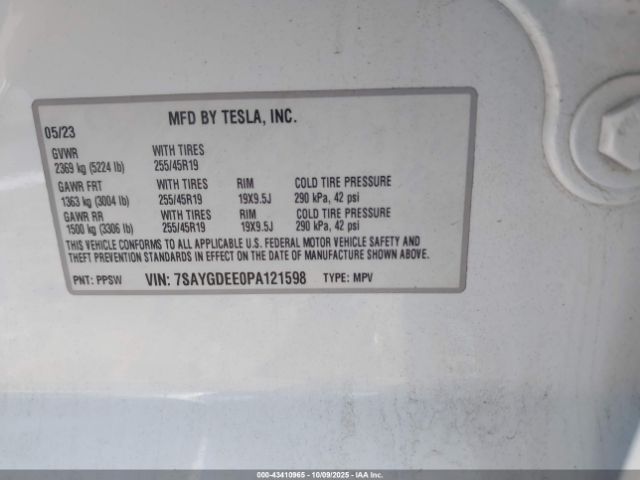 MFD BY TESLA, INC.
05/23
GVWR WITH TIRES
2369 kg (5224 lb) 255/45R19
GAWR FRT WITH TIRES RIM COLD TIRE PRESSURE
1363 kg (3004 lb) 255/45R19 19X9.5J 290 kPa, 42 psi
GAWR RR WITH TIRES RIM COLD TIRE PRESSURE
1500 kg (3306 lb) 255/45R19 19X9.5J 290 kPa, 42 psi
THIS VEHICLE CONFORMS TO ALL APPLICABLE U.S. FEDERAL MOTOR VEHICLE SAFETY AND
THEFT PREVENTION STANDARDS IN EFFECT ON THE DATE OF MANUFACTURE SHOWN ABOVE.
PNT: PPSW VIN: 7SAYGDEE0PA121598 TYPE: MPV
000-43410965 - 10/09/2025 - IAA Inc.